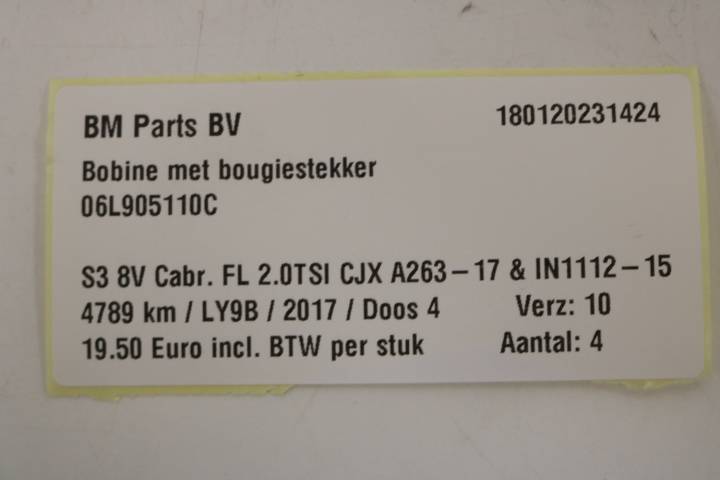 BM Parts BV 180120231424
Bobine met bougiestekker
06L905110C
S3 8V Cabr. FL 2.0TSI CJX A263-17 & IN1112-15
4789 km / LY9B / 2017 / Doos 4 Verz: 10
19.50 Euro incl. BTW per stuk Aantal: 4